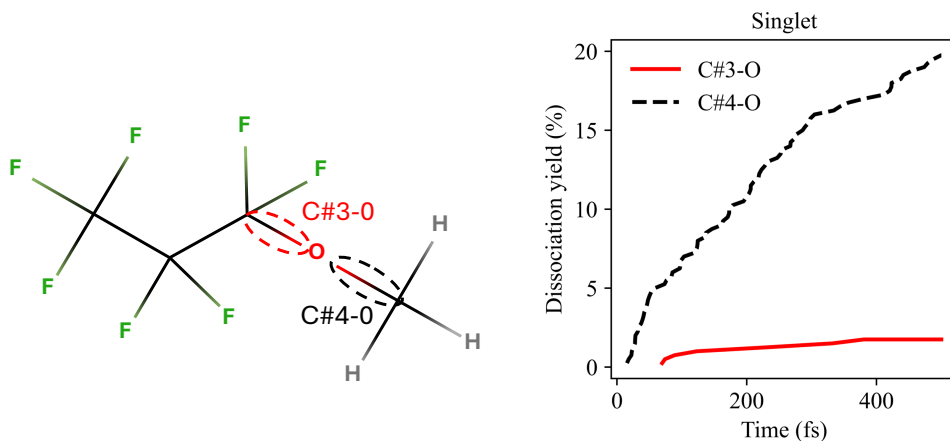 F
F
F
F
F
F
F
C#3-0
O
C#4-0
H
H
H
Singlet
C#3-O
C#4-O
Dissociation yield (%)
20
15
10
5
0
0
200
400
Time (fs)